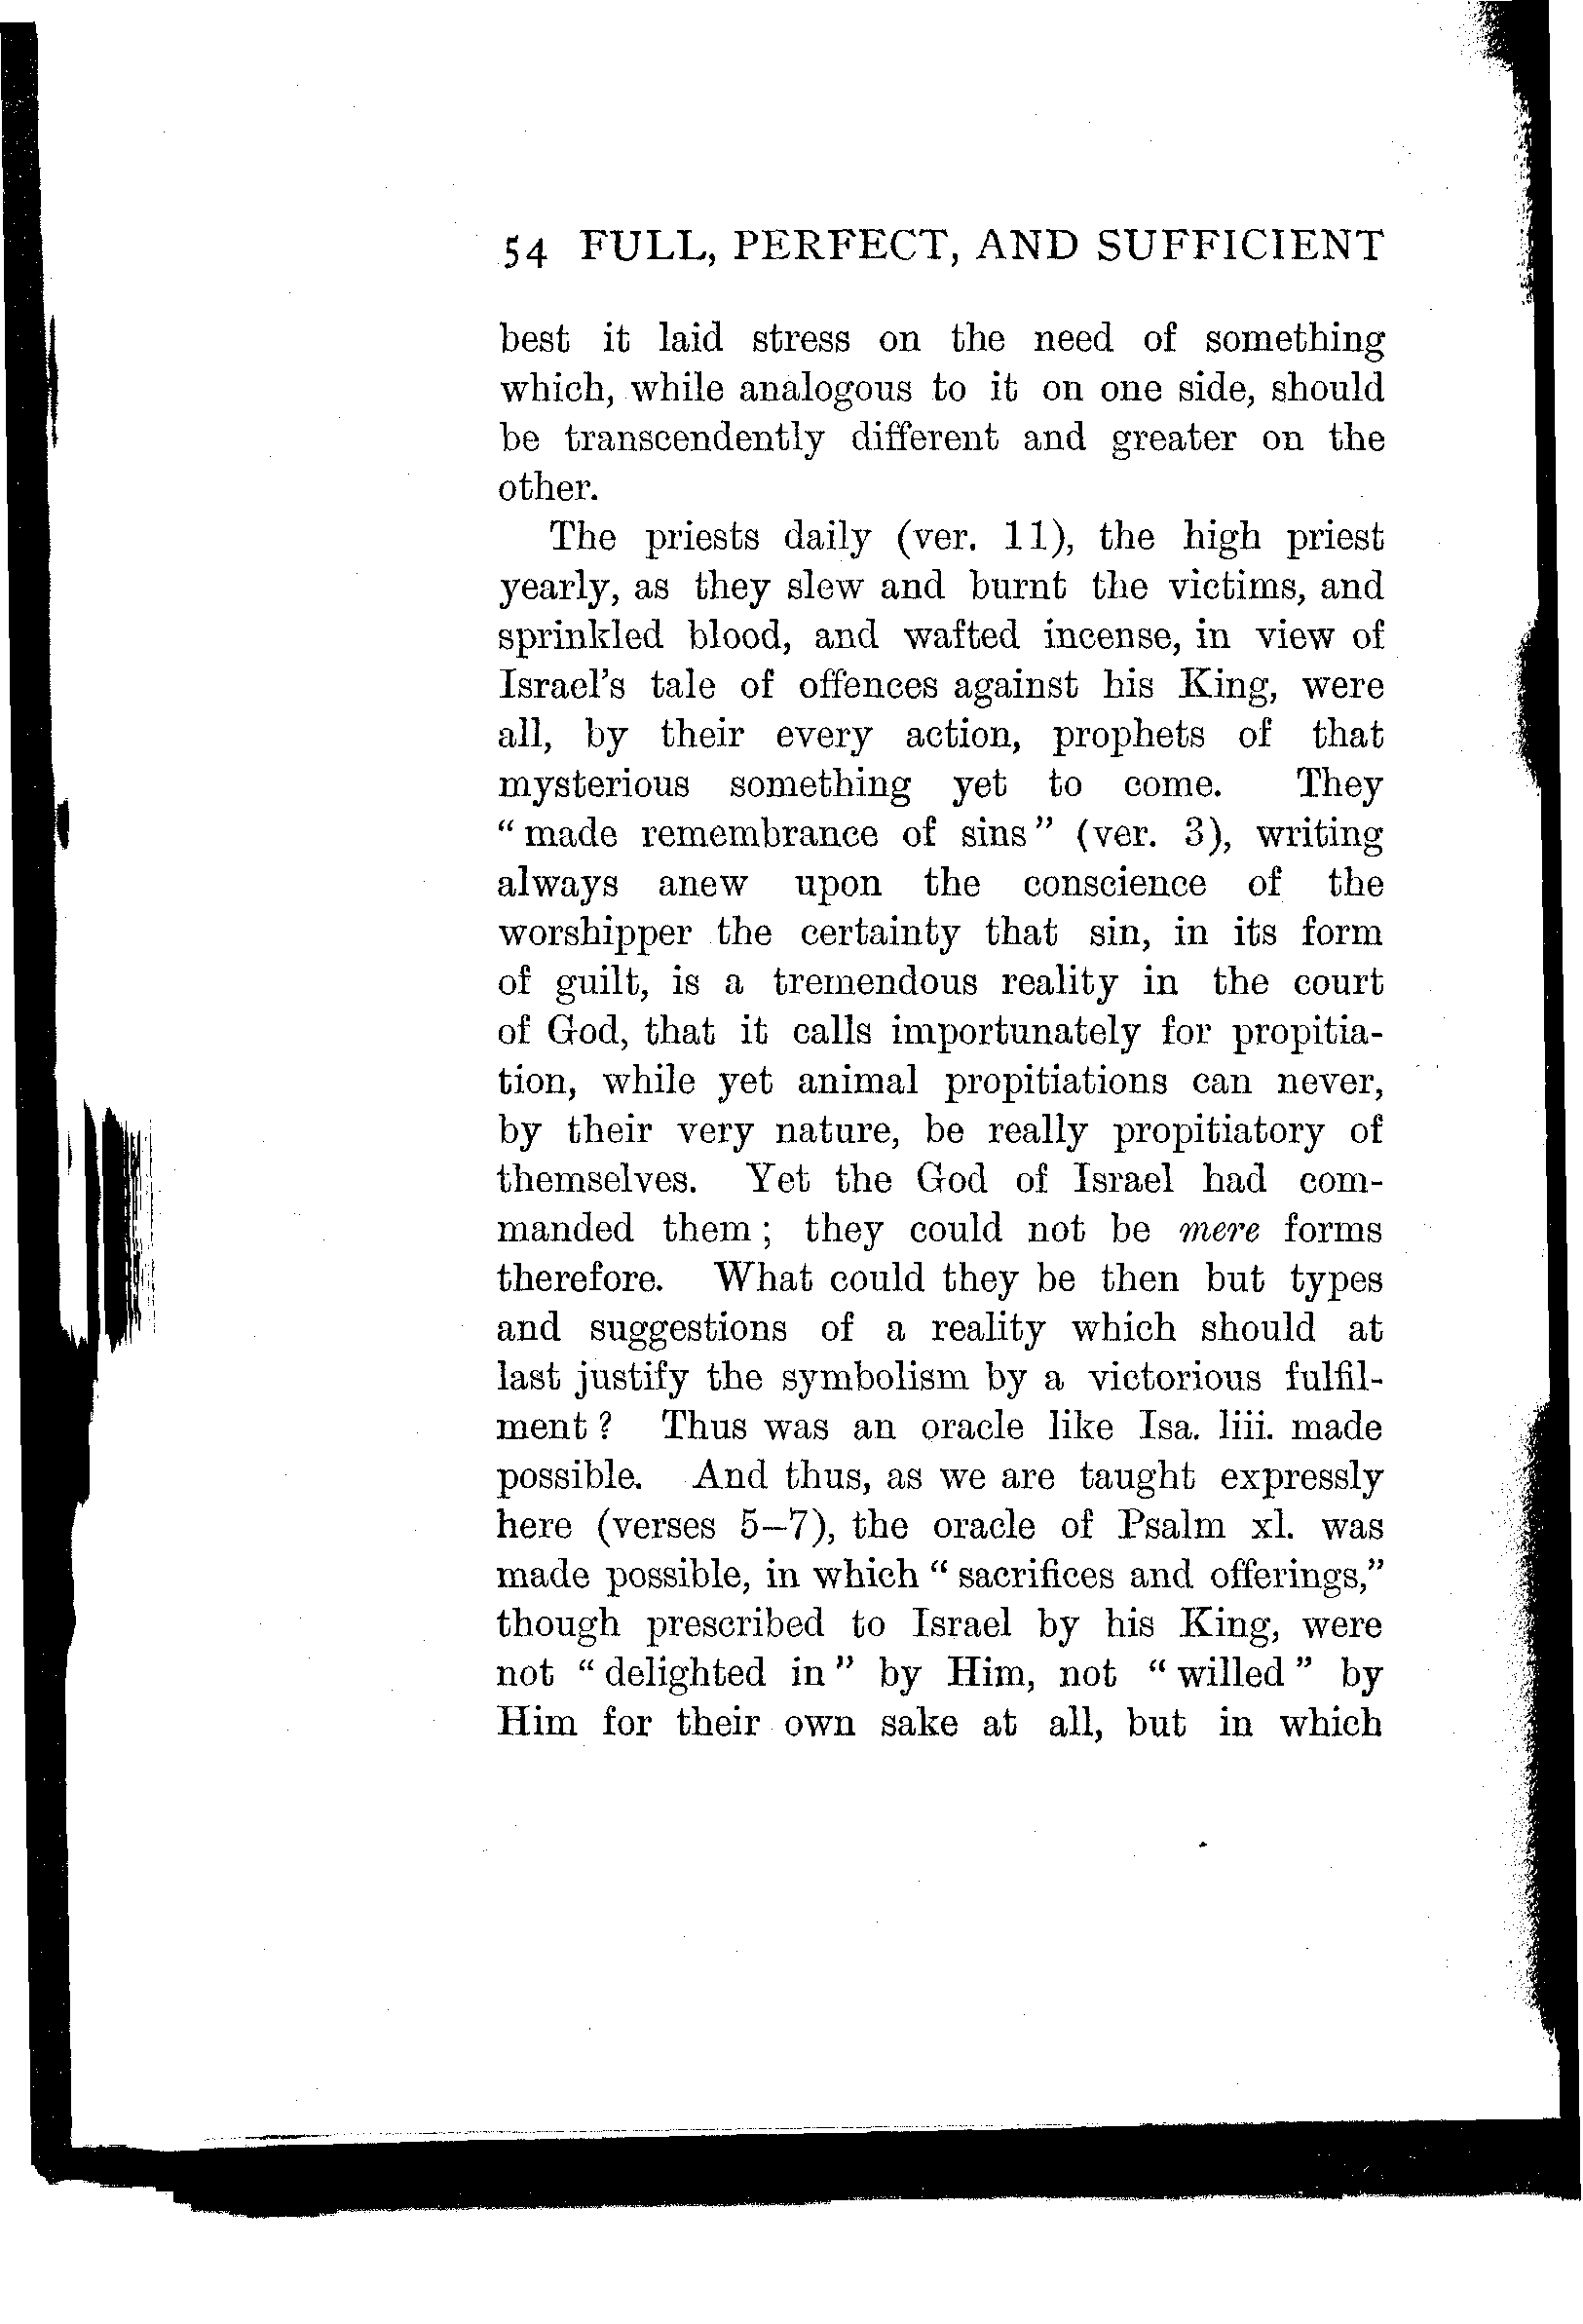 54 FULL, PERFECT, AND SUFFICIENT
best it laid stress on the need of something
which, while analogous to it on one side, should
be transcendently different and greater on the
other.
The priests daily (ver. 11), the high priest
yearly, as they slew and burnt the victims, and
sprinkled blood, and wafted incense, in view of
Israel's tale of offences against his King, were
all, by their every action, prophets of that
mysterious something yet to come. They
“made remembrance of sins” (ver. 3), writing
always anew upon the conscience of the
worshipper the certainty that sin, in its form
of guilt, is a tremendous reality in the court
of God, that it calls importunately for propitia-
tion, while yet animal propitiations can never,
by their very nature, be really propitiatory of
themselves. Yet the God of Israel had com-
manded them; they could not be mere forms
therefore. What could they be then but types
and suggestions of a reality which should at
last justify the symbolism by a victorious fulfil-
ment? Thus was an oracle like Isa. liii. made
possible. And thus, as we are taught expressly
here (verses 5–7), the oracle of Psalm xl. was
made possible, in which “sacrifices and offerings,”
though prescribed to Israel by his King, were
not “delighted in” by Him, not “willed” by
Him for their own sake at all, but in which